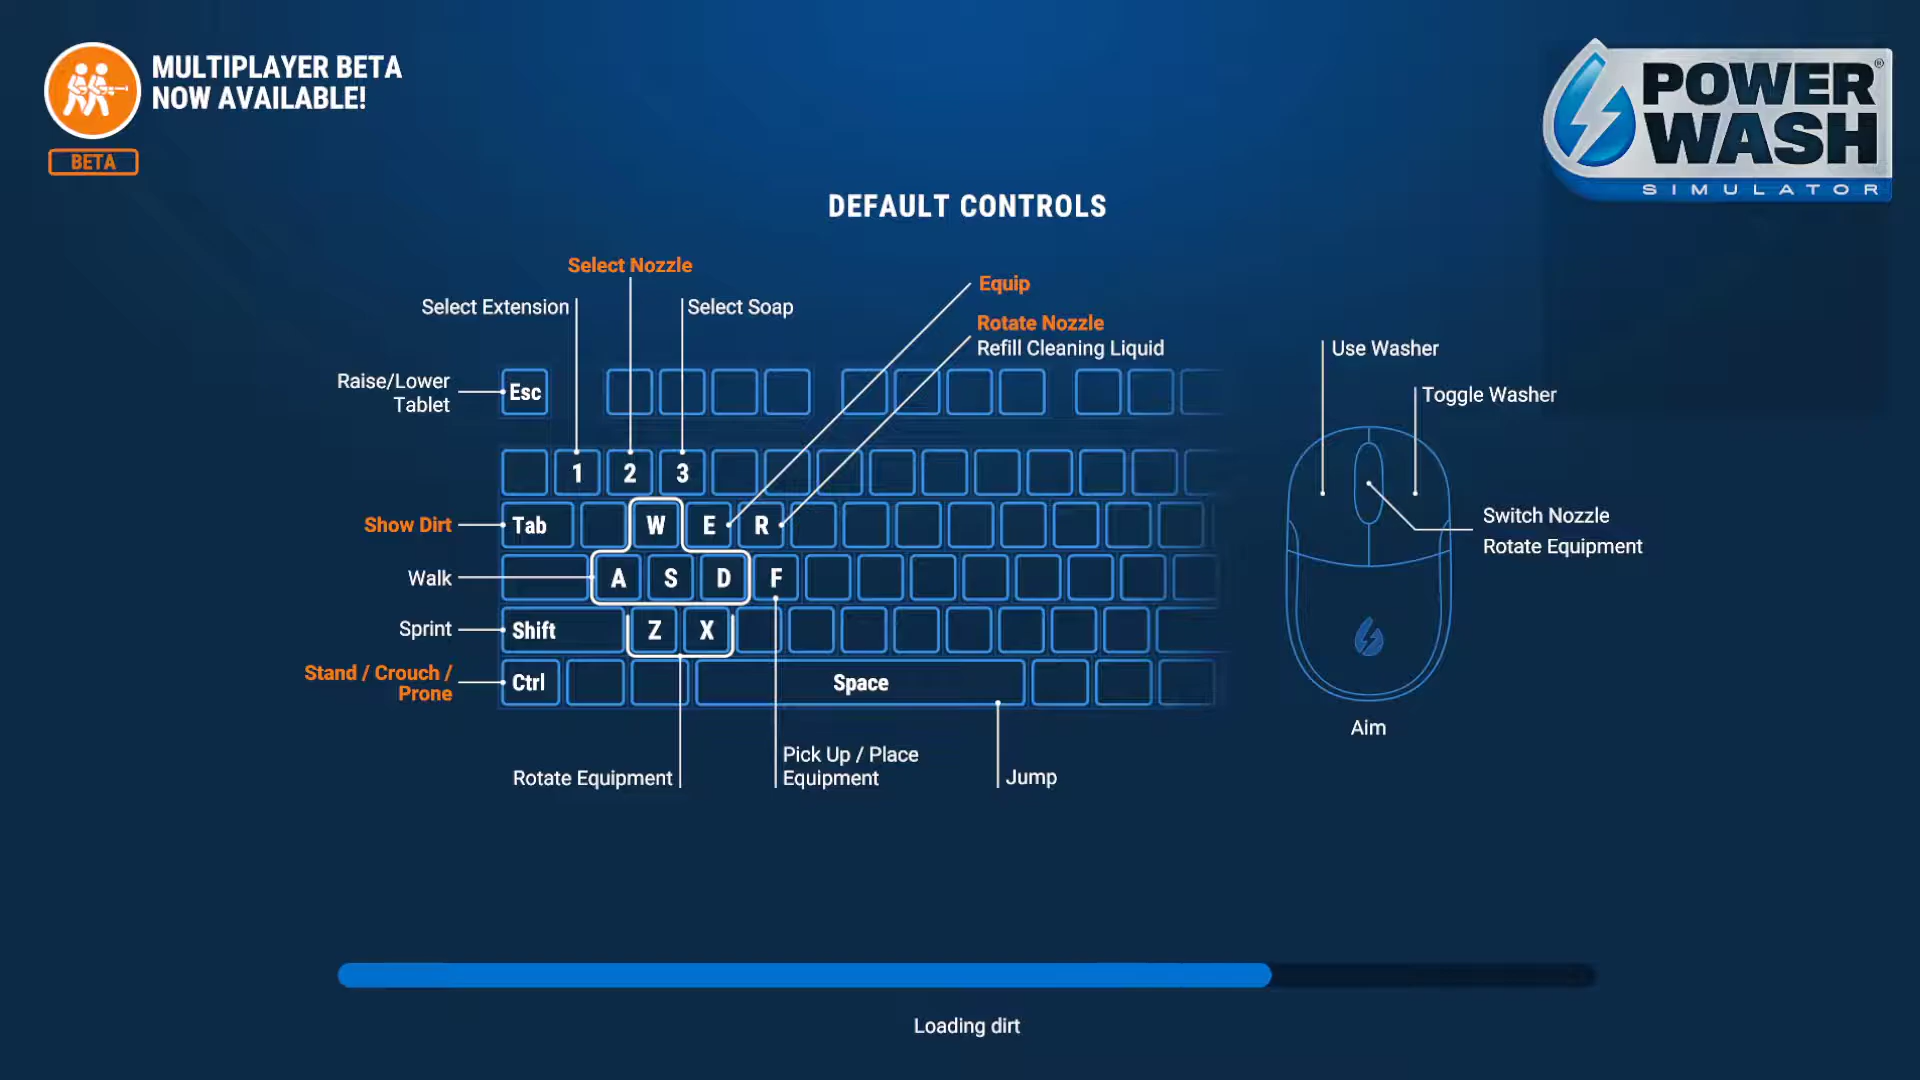 MULTIPLAYER BETA
NOW AVAILABLE!
BETA
POWER
WASH
SIMULATOR
®
DEFAULT CONTROLS
Select Nozzle
Select Extension
Select Soap
Equip
Rotate Nozzle
Refill Cleaning Liquid
Use Washer
Toggle Washer
Raise/Lower
Tablet
Esc
1 2 3
Show Dirt
Tab W E R
Switch Nozzle
Rotate Equipment
Walk
A S D F
Sprint
Shift Z X
Stand / Crouch /
Prone
Ctrl Space
Aim
Pick Up / Place
Equipment
Rotate Equipment
Jump
Loading dirt